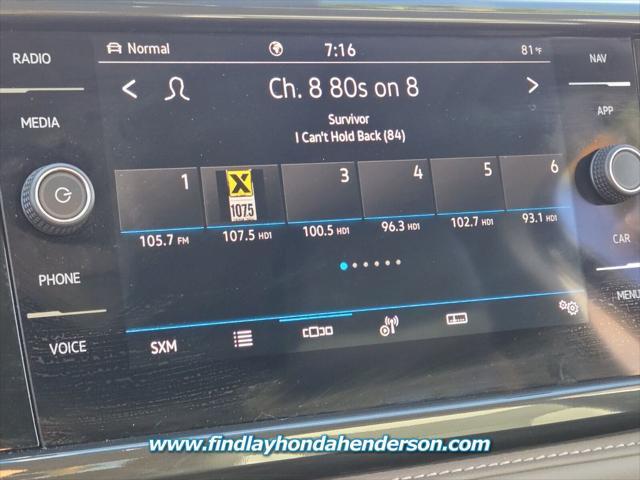 RADIO
Normal
7:16
81 °F
NAV
Ch. 8 80s on 8
MEDIA
APP
Survivor
I Can't Hold Back (84)
1
X
1075
3
4
5
6
105.7 FM
107.5 HD1
100.5 HD1
96.3 HD1
102.7 HD1
93.1 HD1
CAR
PHONE
MENU
VOICE
SXM
www.findlayhondahenderson.com